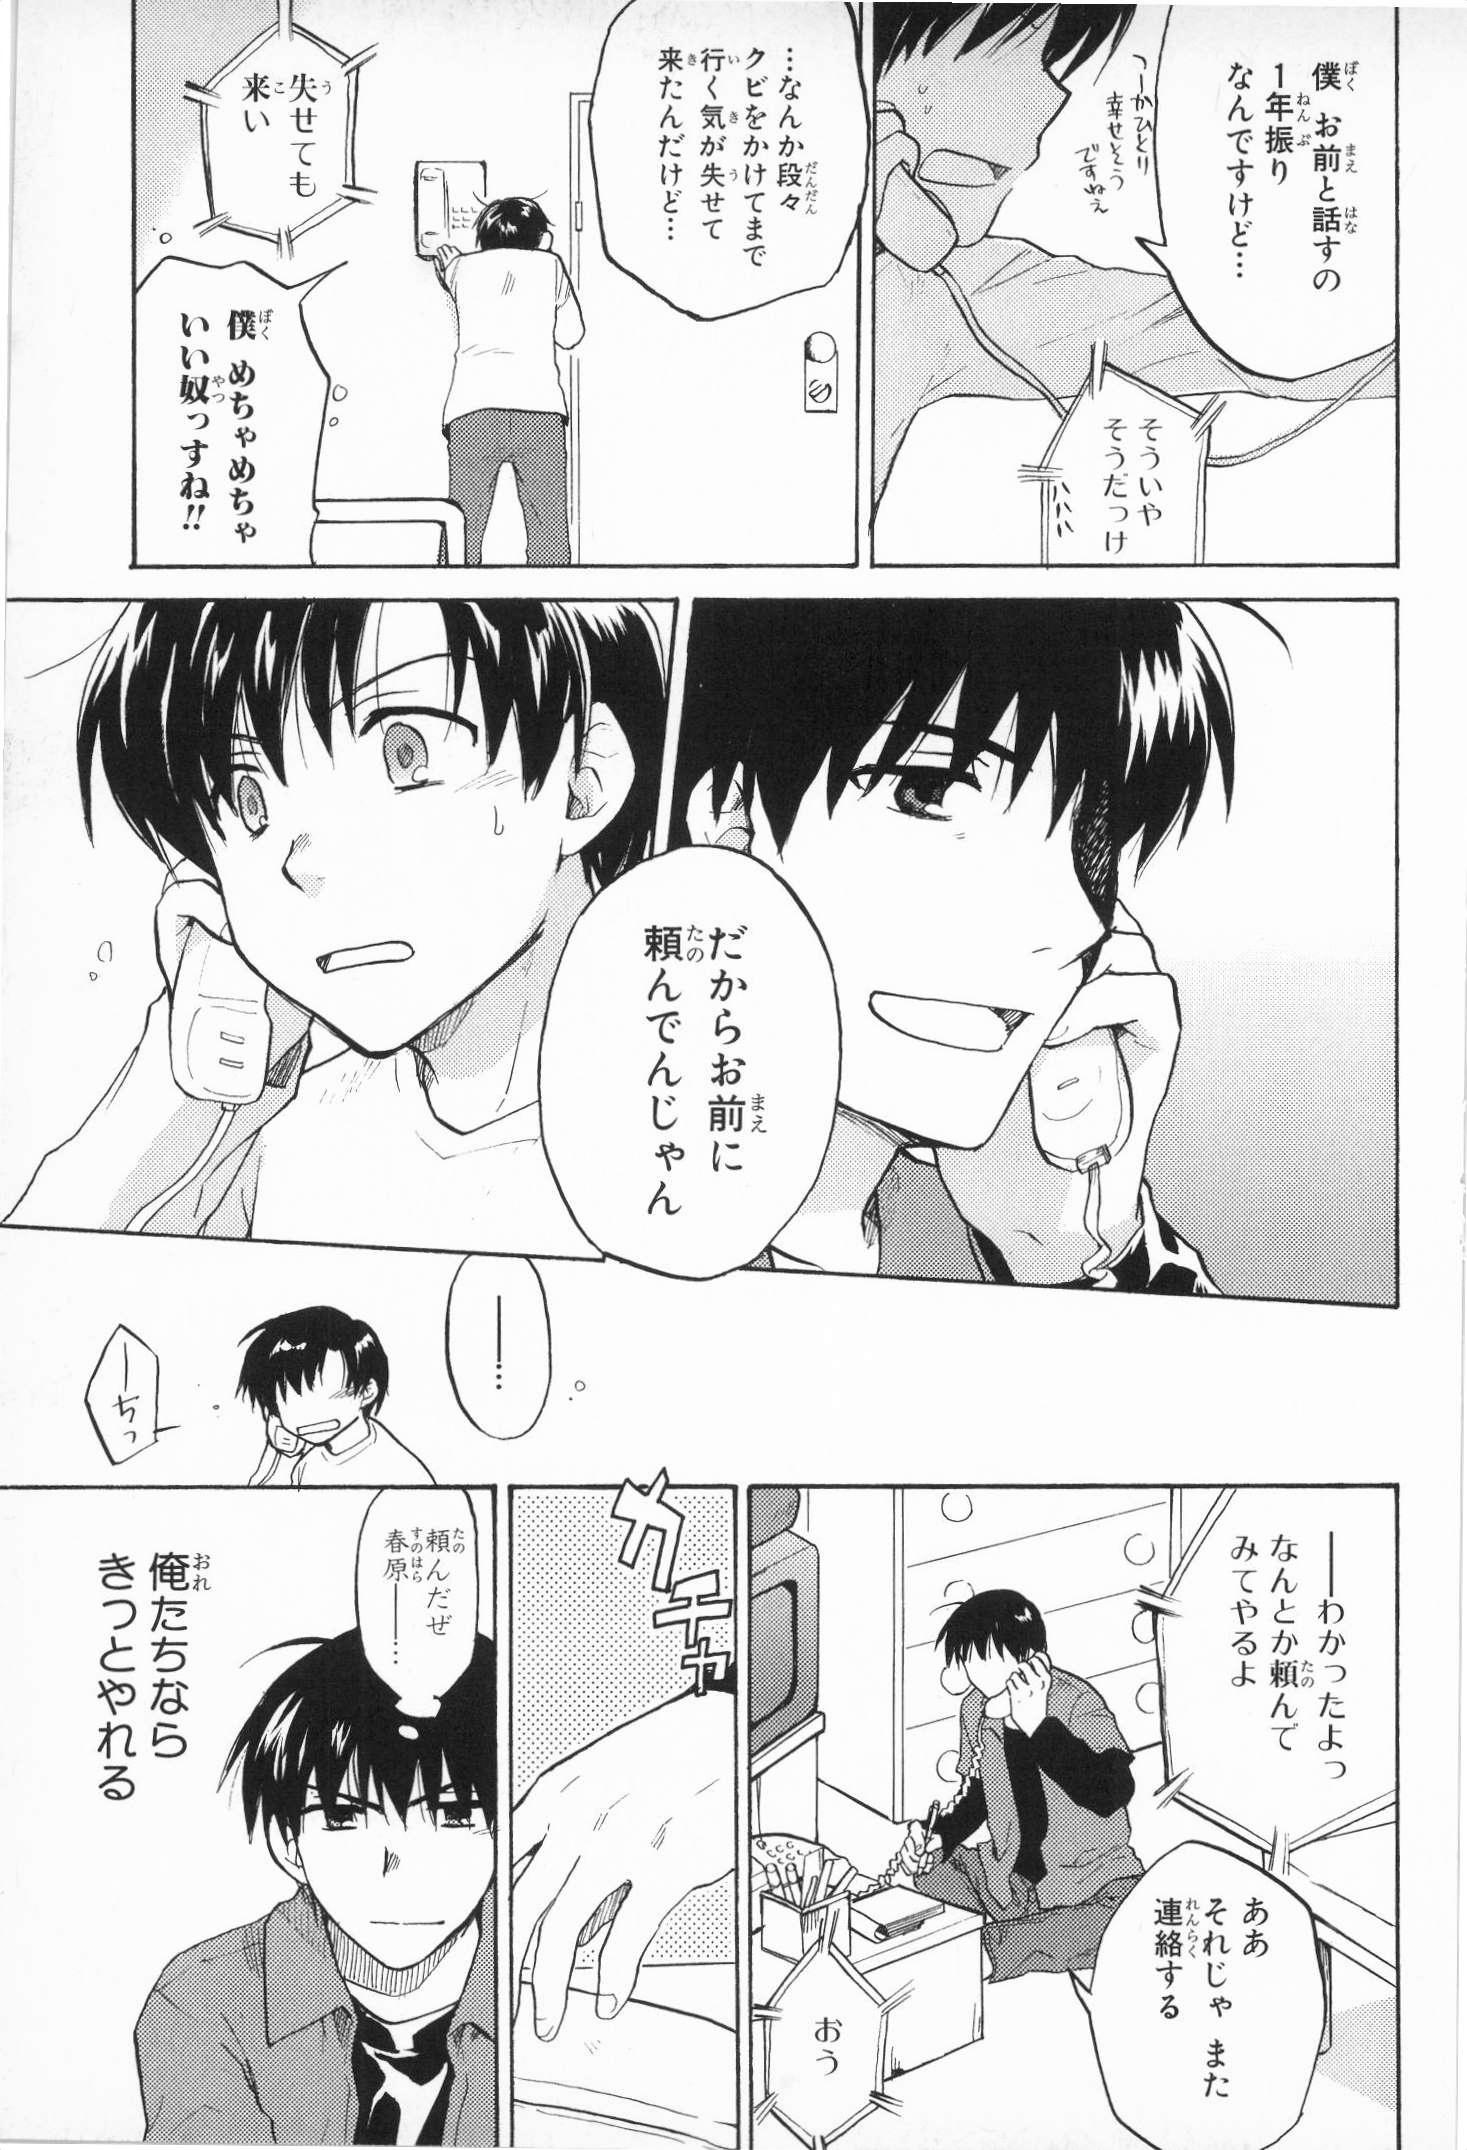 僕 お前と話すの
1年振り
なんですけど…
つーかひとり
幸せそう
ですねぇ
そういや
そうだっけ
ハハハ
…なんか段々
クビをかけてまで
行く気が失せて
来たんだけど…
失せても
来い
僕 めちゃめちゃ
いい奴っすね!!
だからお前に
頼んでんじゃん
──…
─ちっ
──わかったよっ
なんとか頼んで
みてやるよ
ああ
それじゃ また
連絡する
おう
ガチャ
頼んだぜ
春原──…
俺たちなら
きっとやれる